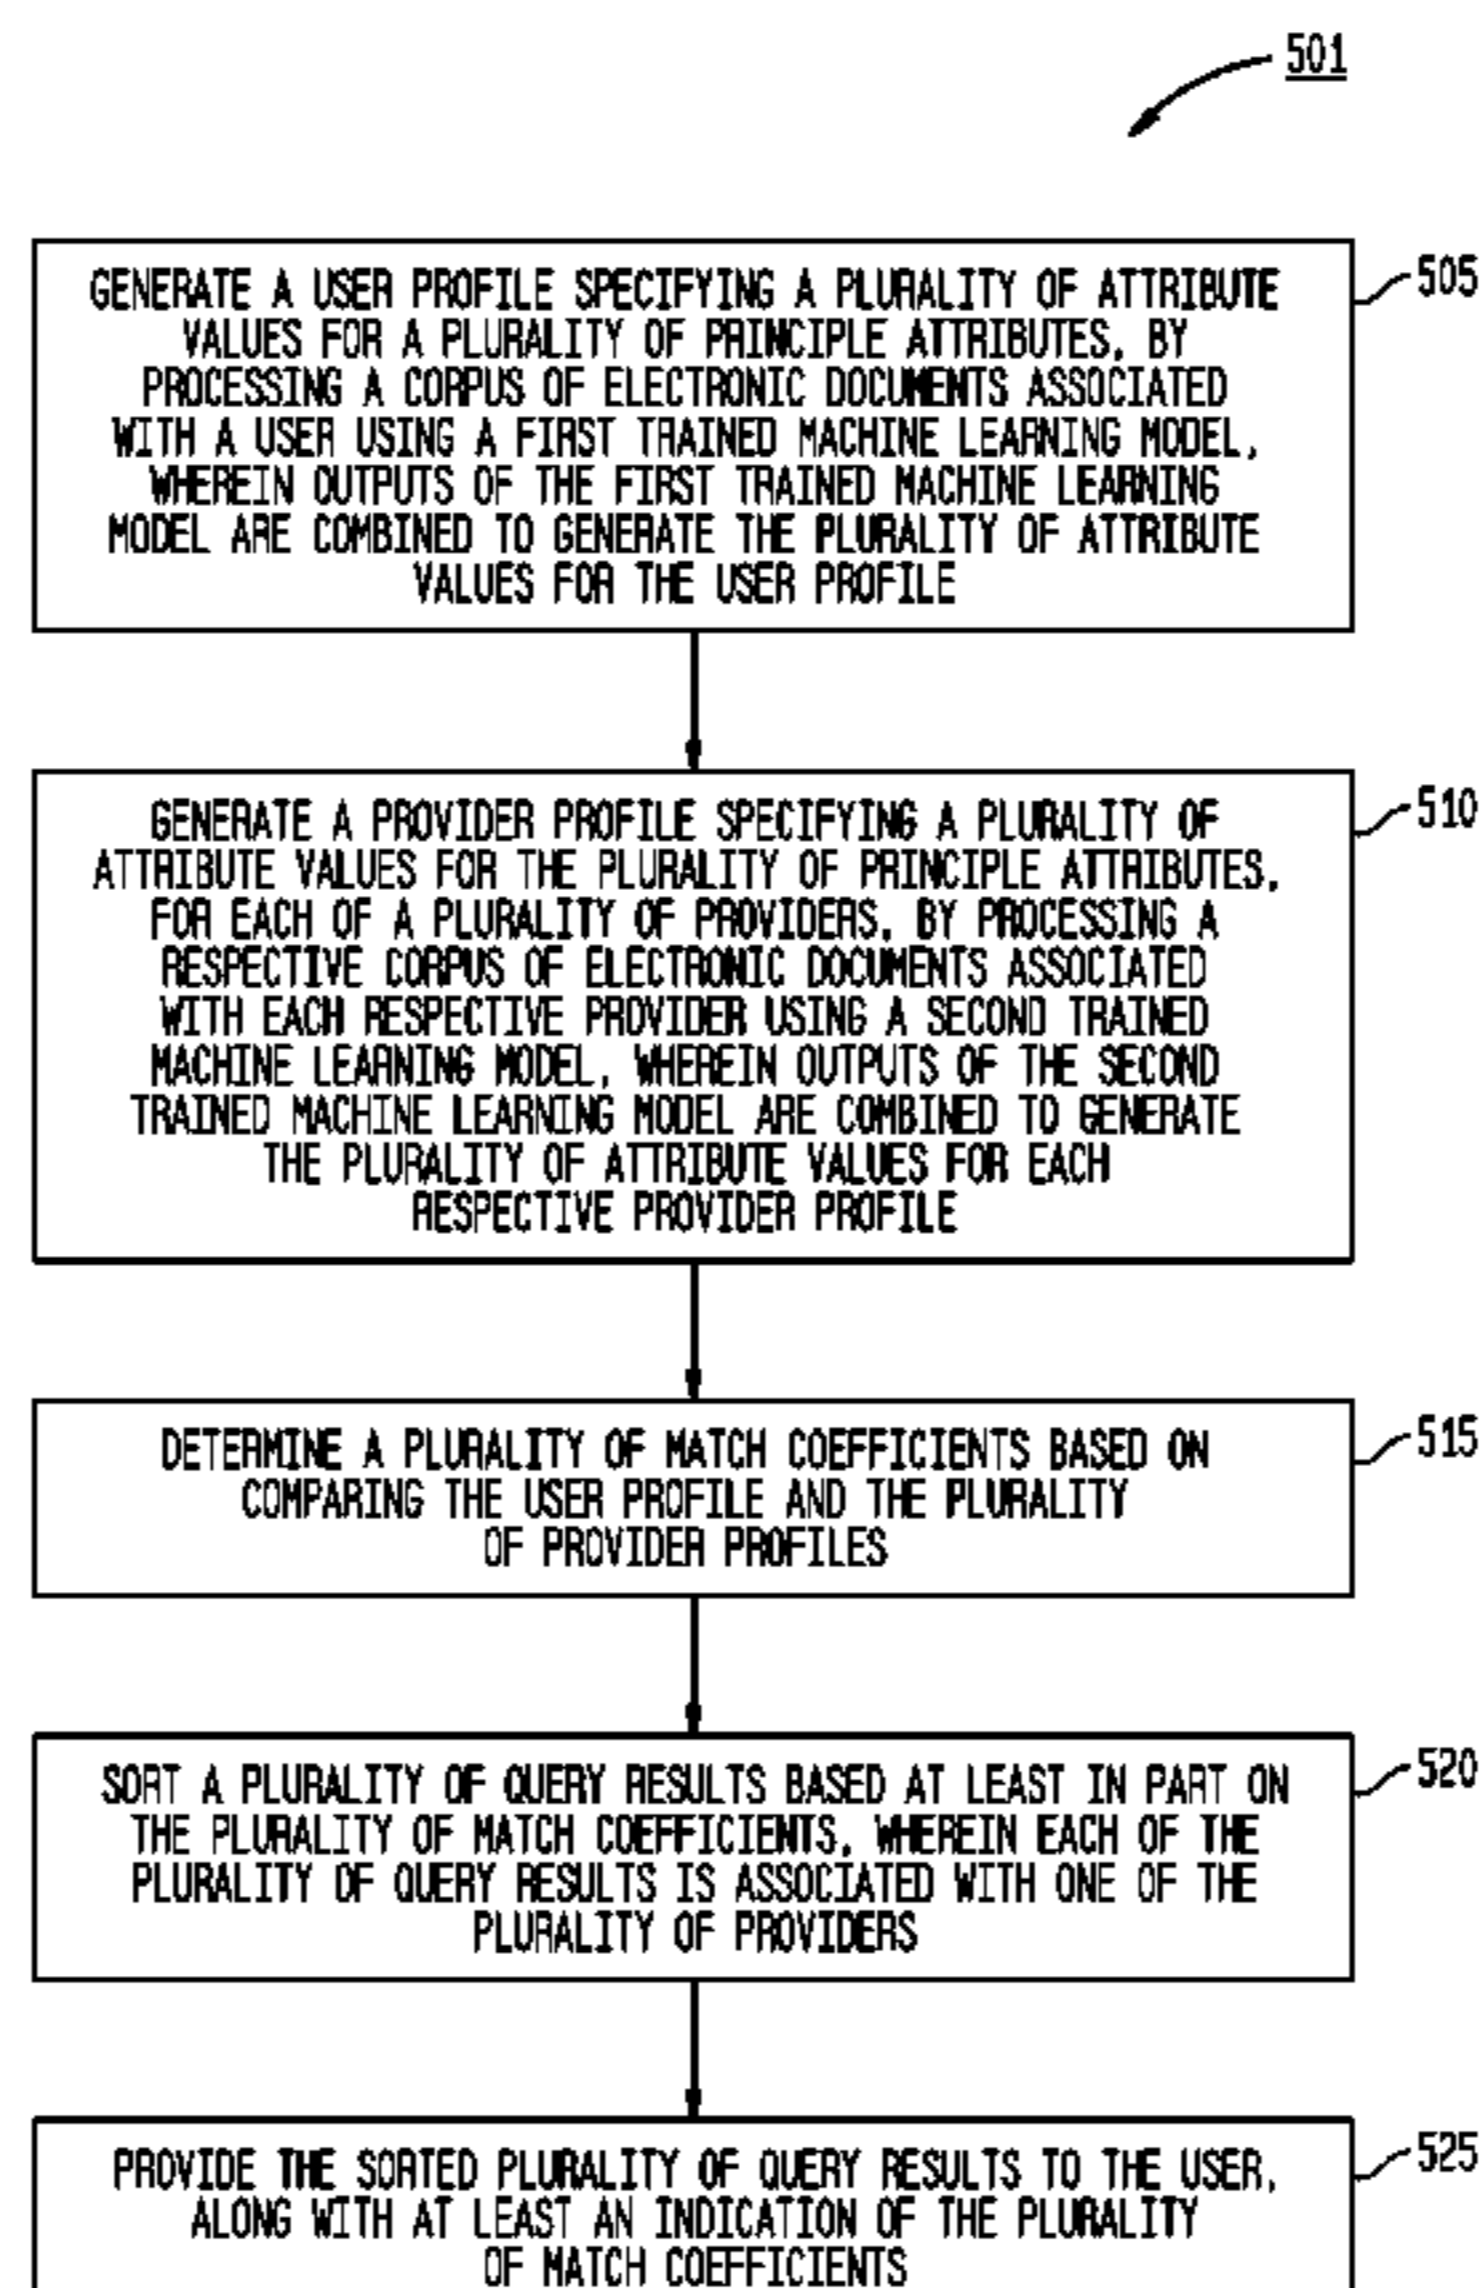 501
505
GENERATE A USER PROFILE SPECIFYING A PLURALITY OF ATTRIBUTE
VALUES FOR A PLURALITY OF PRINCIPLE ATTRIBUTES, BY
PROCESSING A CORPUS OF ELECTRONIC DOCUMENTS ASSOCIATED
WITH A USER USING A FIRST TRAINED MACHINE LEARNING MODEL,
WHEREIN OUTPUTS OF THE FIRST TRAINED MACHINE LEARNING
MODEL ARE COMBINED TO GENERATE THE PLURALITY OF ATTRIBUTE
VALUES FOR THE USER PROFILE
510
GENERATE A PROVIDER PROFILE SPECIFYING A PLURALITY OF
ATTRIBUTE VALUES FOR THE PLURALITY OF PRINCIPLE ATTRIBUTES,
FOR EACH OF A PLURALITY OF PROVIDERS, BY PROCESSING A
RESPECTIVE CORPUS OF ELECTRONIC DOCUMENTS ASSOCIATED
WITH EACH RESPECTIVE PROVIDER USING A SECOND TRAINED
MACHINE LEARNING MODEL, WHEREIN OUTPUTS OF THE SECOND
TRAINED MACHINE LEARNING MODEL ARE COMBINED TO GENERATE
THE PLURALITY OF ATTRIBUTE VALUES FOR EACH
RESPECTIVE PROVIDER PROFILE
515
DETERMINE A PLURALITY OF MATCH COEFFICIENTS BASED ON
COMPARING THE USER PROFILE AND THE PLURALITY
OF PROVIDER PROFILES
520
SORT A PLURALITY OF QUERY RESULTS BASED AT LEAST IN PART ON
THE PLURALITY OF MATCH COEFFICIENTS, WHEREIN EACH OF THE
PLURALITY OF QUERY RESULTS IS ASSOCIATED WITH ONE OF THE
PLURALITY OF PROVIDERS
525
PROVIDE THE SORTED PLURALITY OF QUERY RESULTS TO THE USER,
ALONG WITH AT LEAST AN INDICATION OF THE PLURALITY
OF MATCH COEFFICIENTS